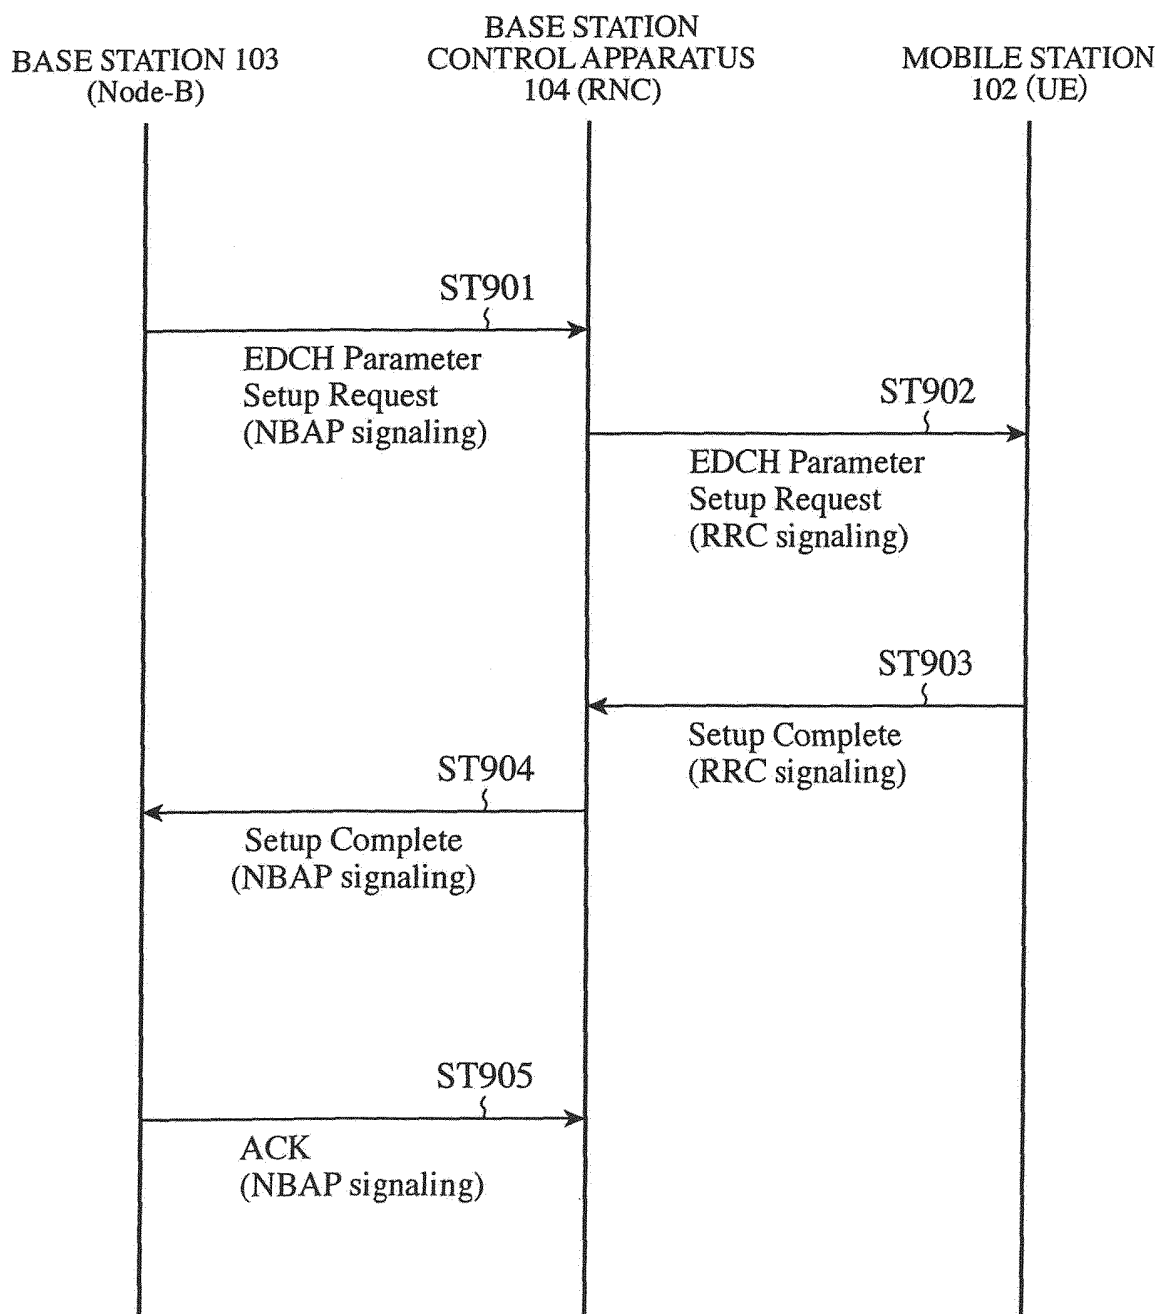 BASE STATION 103
(Node-B)
BASE STATION
CONTROL APPARATUS
104 (RNC)
MOBILE STATION
102 (UE)
ST901
EDCH Parameter
Setup Request
(NBAP signaling)
ST902
EDCH Parameter
Setup Request
(RRC signaling)
ST903
Setup Complete
(RRC signaling)
ST904
Setup Complete
(NBAP signaling)
ST905
ACK
(NBAP signaling)